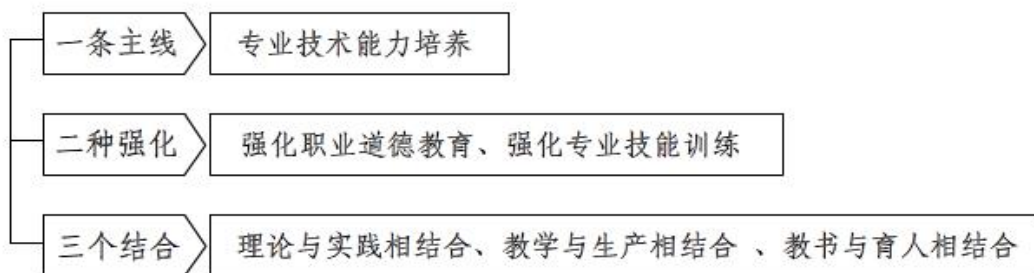 一条主线 专业技术能力培养
二种强化 强化职业道德教育、强化专业技能训练
三个结合 理论与实践相结合、教学与生产相结合 、教书与育人相结合